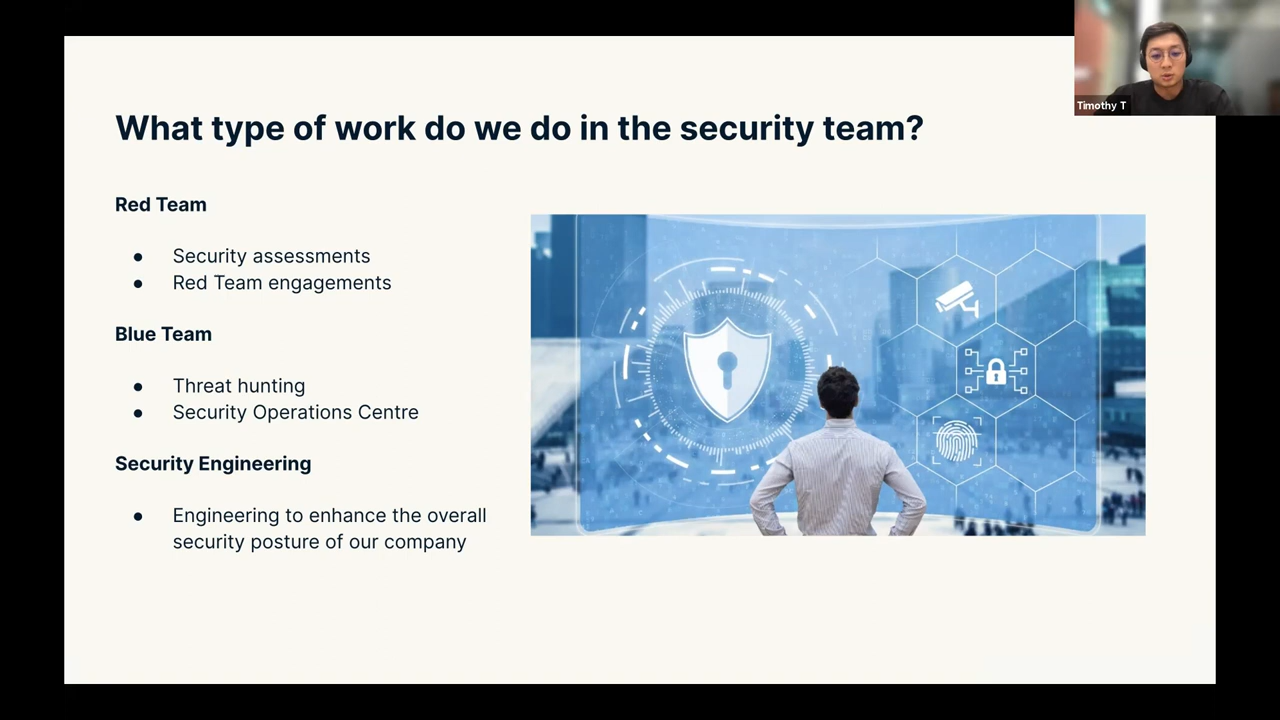 What type of work do we do in the security team?
Timothy T
Red Team
● Security assessments
● Red Team engagements
Blue Team
● Threat hunting
● Security Operations Centre
Security Engineering
● Engineering to enhance the overall
security posture of our company